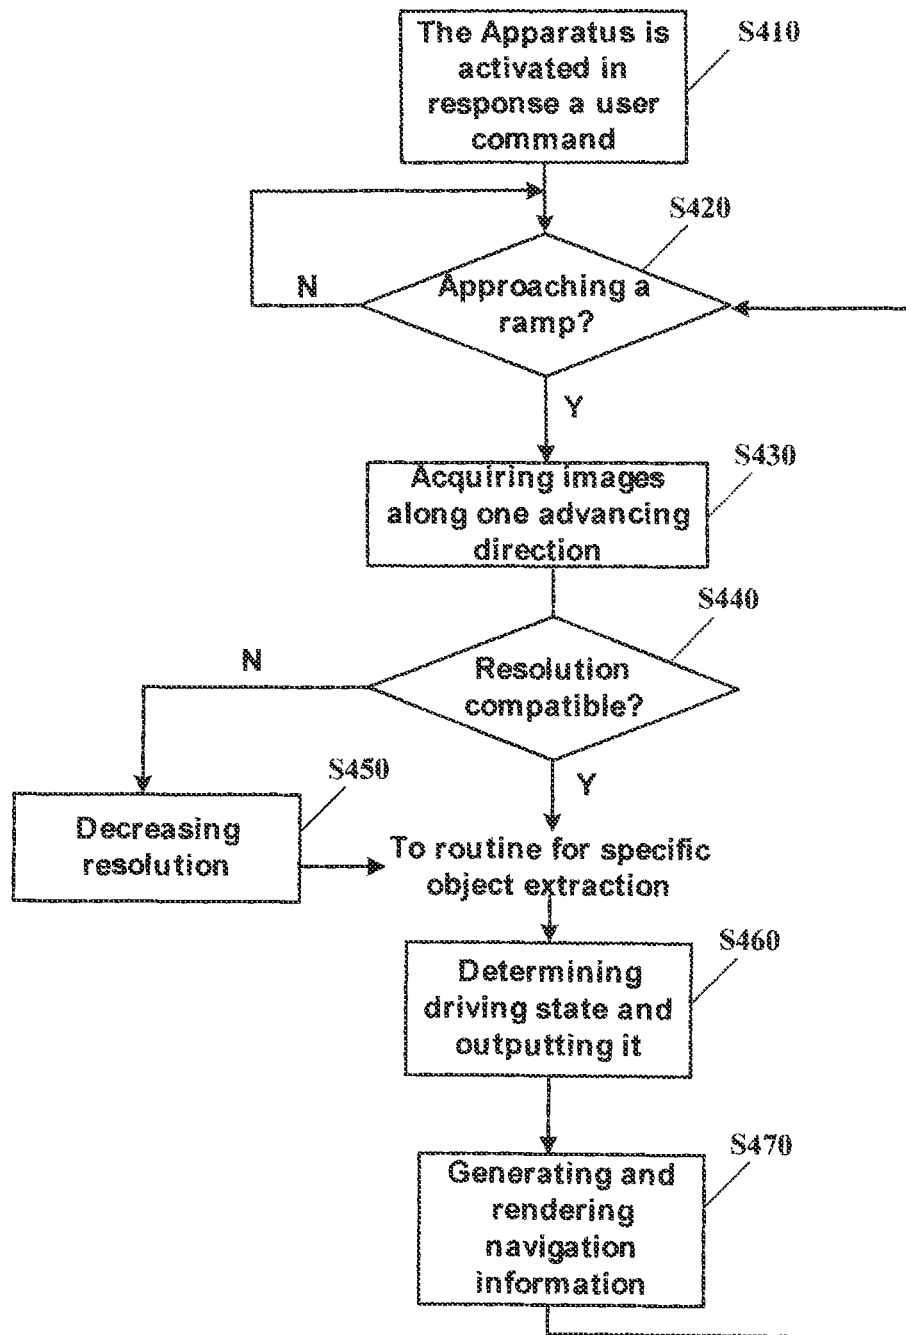 The Apparatus is
activated in
response a user
command
S410
S420
Approaching a
ramp?
N
Y
S430
Acquiring images
along one advancing
direction
S440
Resolution
compatible?
N
Y
S450
Decreasing
resolution
To routine for specific
object extraction
S460
Determining
driving state and
outputting it
S470
Generating and
rendering
navigation
information